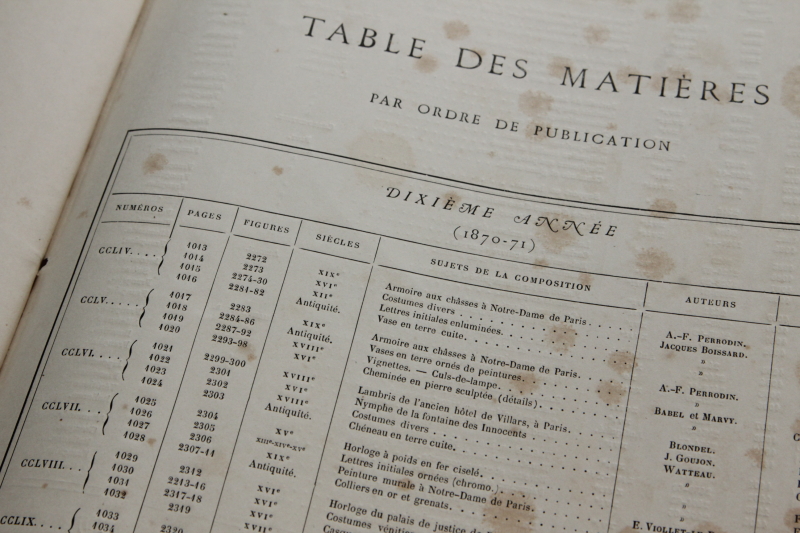 TABLE DES MATIÈRES
PAR ORDRE DE PUBLICATION
DIXIÈME ANNÉE
(1870-71)
NUMÉROS PAGES FIGURES SIÈCLES SUJETS DE LA COMPOSITION AUTEURS
CCLIV.... 1013 2272 XIXe Armoire aux châsses à Notre-Dame de Paris. A.-F. PERRODIN.
1014 2273 XVIe Costumes divers JACQUES BOISSARD.
1015 2274-30 XIIe Lettres initiales enluminées. »
1016 2281-82 Antiquité. Vase en terre cuite. »
CCLV.... 1017 2283 XIXe Armoire aux châsses à Notre-Dame de Paris. A.-F. PERRODIN.
1018 2284-86 Antiquité. Vases en terre ornés de peintures. »
1019 2287-92 XVIIIe Vignettes. — Culs-de-lampe. BABEL et MARVY.
1020 2293-98 XVIe Cheminée en pierre sculptée (détails). »
CCLVI.... 1021 2299-300 XVIIIe Lambris de l'ancien hôtel de Villars, à Paris. BLONDEL.
1022 2301 XVIe Nymphe de la fontaine des Innocents J. GOUJON.
1023 2302 XVIIIe Costumes divers WATTEAU.
1024 2303 Antiquité. Chéneau en terre cuite. »
CCLVII... 1025 2304 XVe Horloge à poids en fer ciselé. »
1026 2305 XIIIe-XIVe-XVe Lettres initiales ornées (chromo.) »
1027 2306 XIXe Peinture murale à Notre-Dame de Paris. E. VIOLLET-LE-
1028 2307-11 Antiquité. Colliers en or et grenats.
CCLVIII.... 1029 2312 XVIe Horloge du palais de justice de
1030 2213-16 XVIe Costumes
1031 2317-18 XVIIe
1032 2319
CCLIX.... 1033 2320
1034